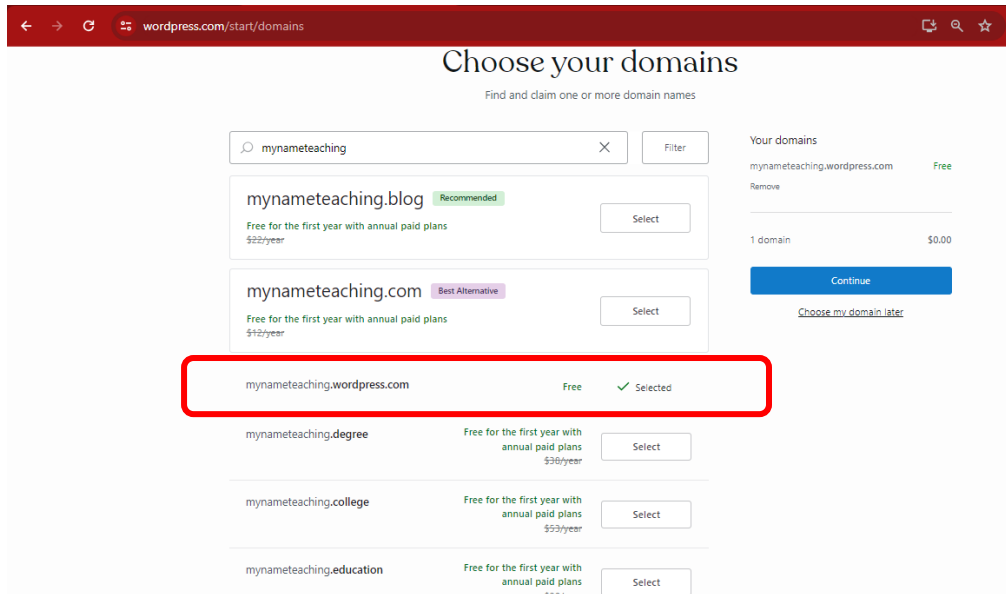 wordpress.com/start/domains
Choose your domains
Find and claim one or more domain names
mynameteaching
Filter
mynameteaching.blog Recommended
Free for the first year with annual paid plans
$22/year
Select
mynameteaching.com Best Alternative
Free for the first year with annual paid plans
$12/year
Select
mynameteaching.wordpress.com Free Selected
mynameteaching.degree
Free for the first year with
annual paid plans
$38/year
Select
mynameteaching.college
Free for the first year with
annual paid plans
$53/year
Select
mynameteaching.education
Free for the first year with
annual paid plans
Select
Your domains
mynameteaching.wordpress.com Free
Remove
1 domain $0.00
Continue
Choose my domain later